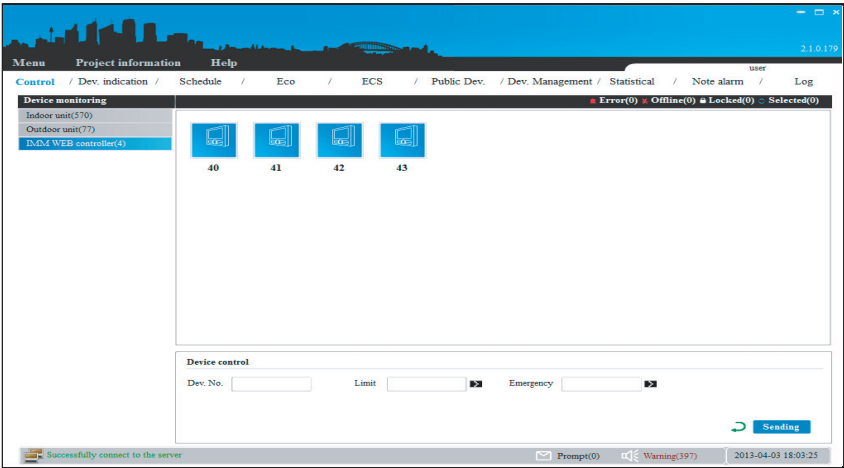 2.1.0.179
Menu Project information Help
user
Control / Dev. indication / Schedule / Eco / ECS / Public Dev. / Dev. Management / Statistical / Note alarm / Log
Device monitoring Error(0) Offline(0) Locked(0) Selected(0)
Indoor unit(570)
Outdoor unit(77)
IMM WEB controller(4)
40 41 42 43
Device control
Dev. No. Limit Emergency
Sending
Successfully connect to the server Prompt(0) Warning(397) 2013-04-03 18:03:25